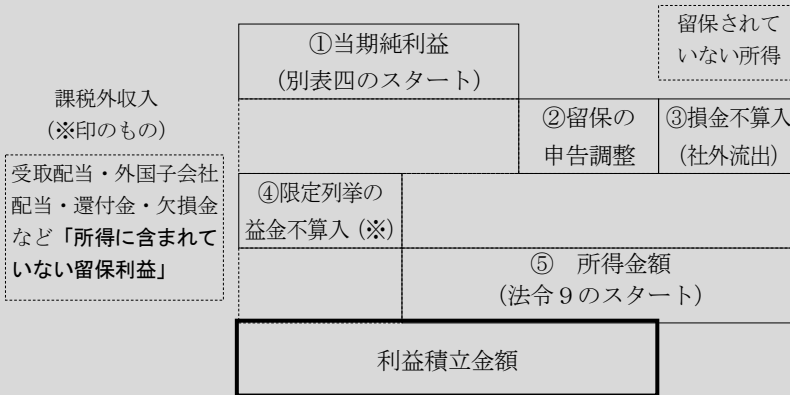 留保されて
いない所得
①当期純利益
（別表四のスタート）
課税外収入
（※印のもの）
②留保の
申告調整
③損金不算入
（社外流出）
受取配当・外国子会社
配当・還付金・欠損金
など「所得に含まれて
いない留保利益」
④限定列挙の
益金不算入（※）
⑤　所得金額
（法令９のスタート）
利益積立金額